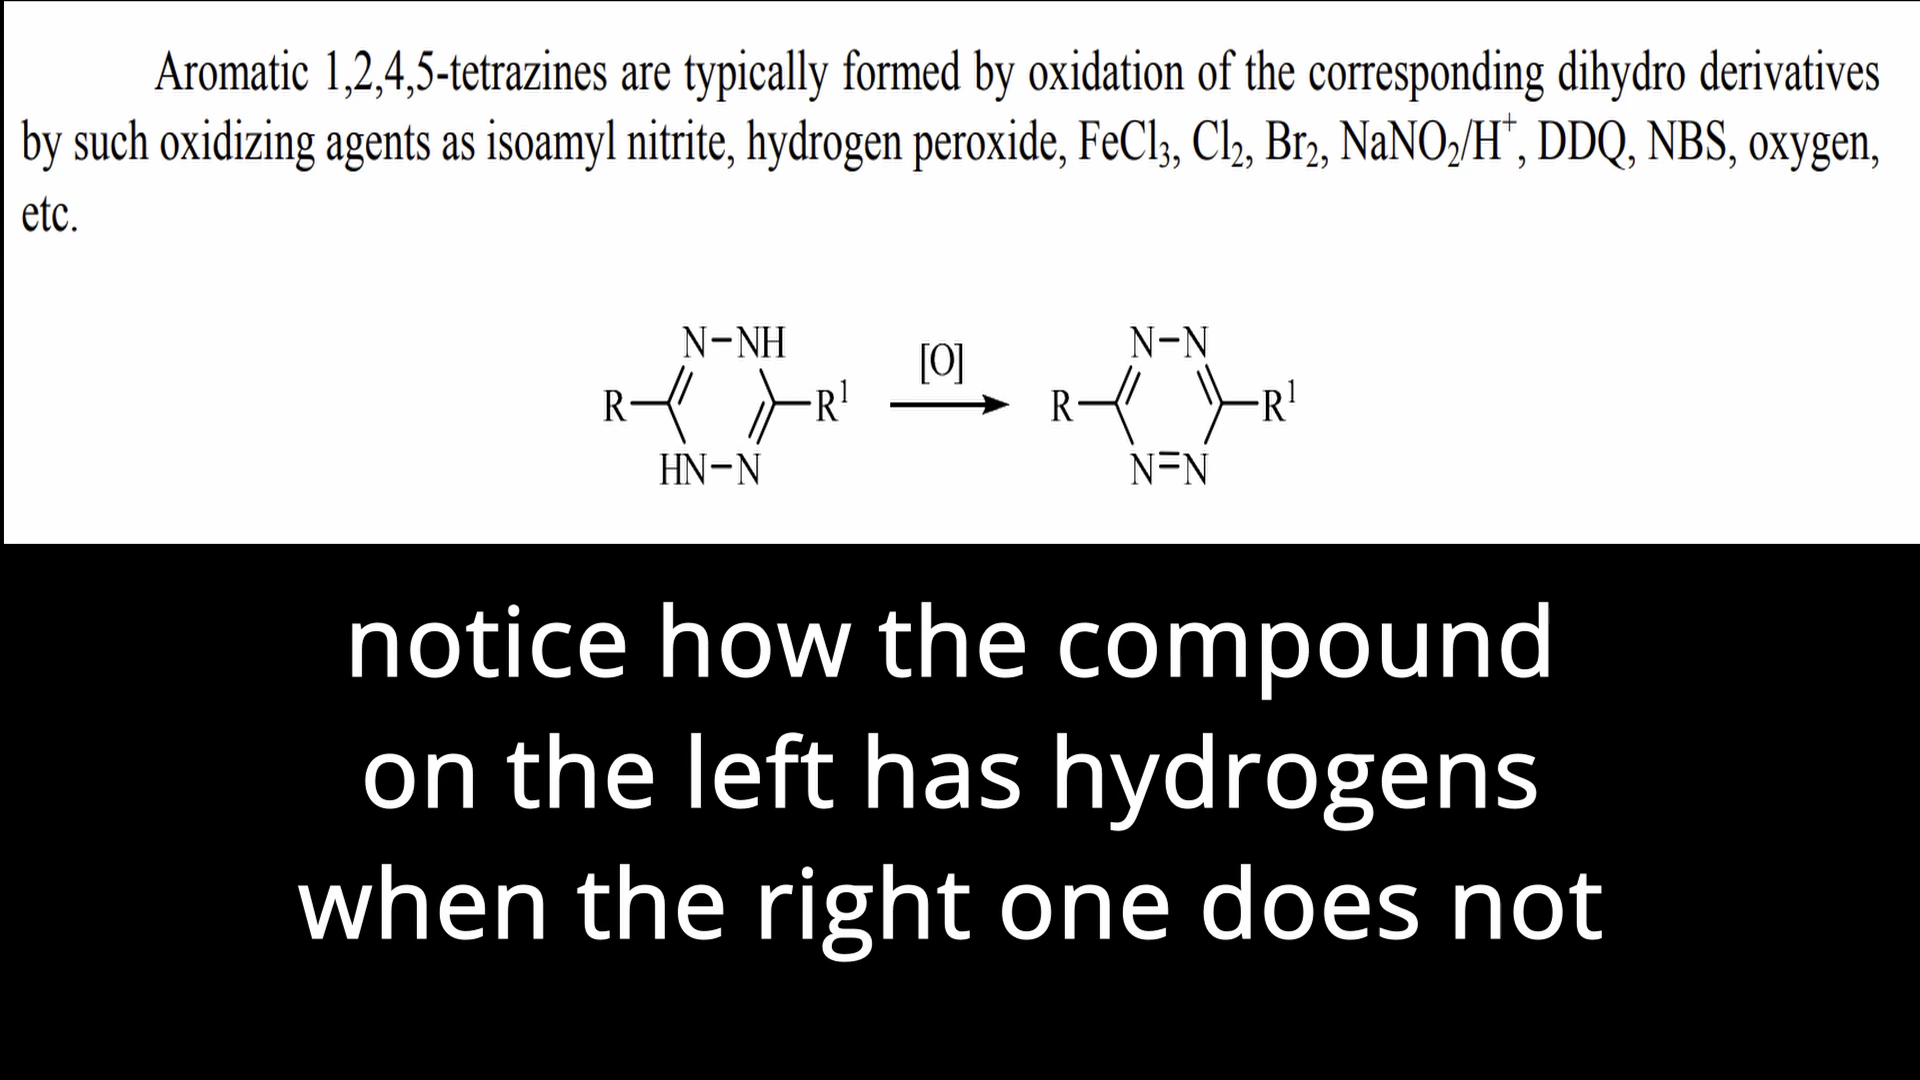 Aromatic 1,2,4,5-tetrazines are typically formed by oxidation of the corresponding dihydro derivatives
by such oxidizing agents as isoamyl nitrite, hydrogen peroxide, FeCl₃, Cl₂, Br₂, NaNO₂/H⁺, DDQ, NBS, oxygen,
etc.
N-NH [O] N-N
R R¹ R R¹
HN-N N=N
notice how the compound
on the left has hydrogens
when the right one does not